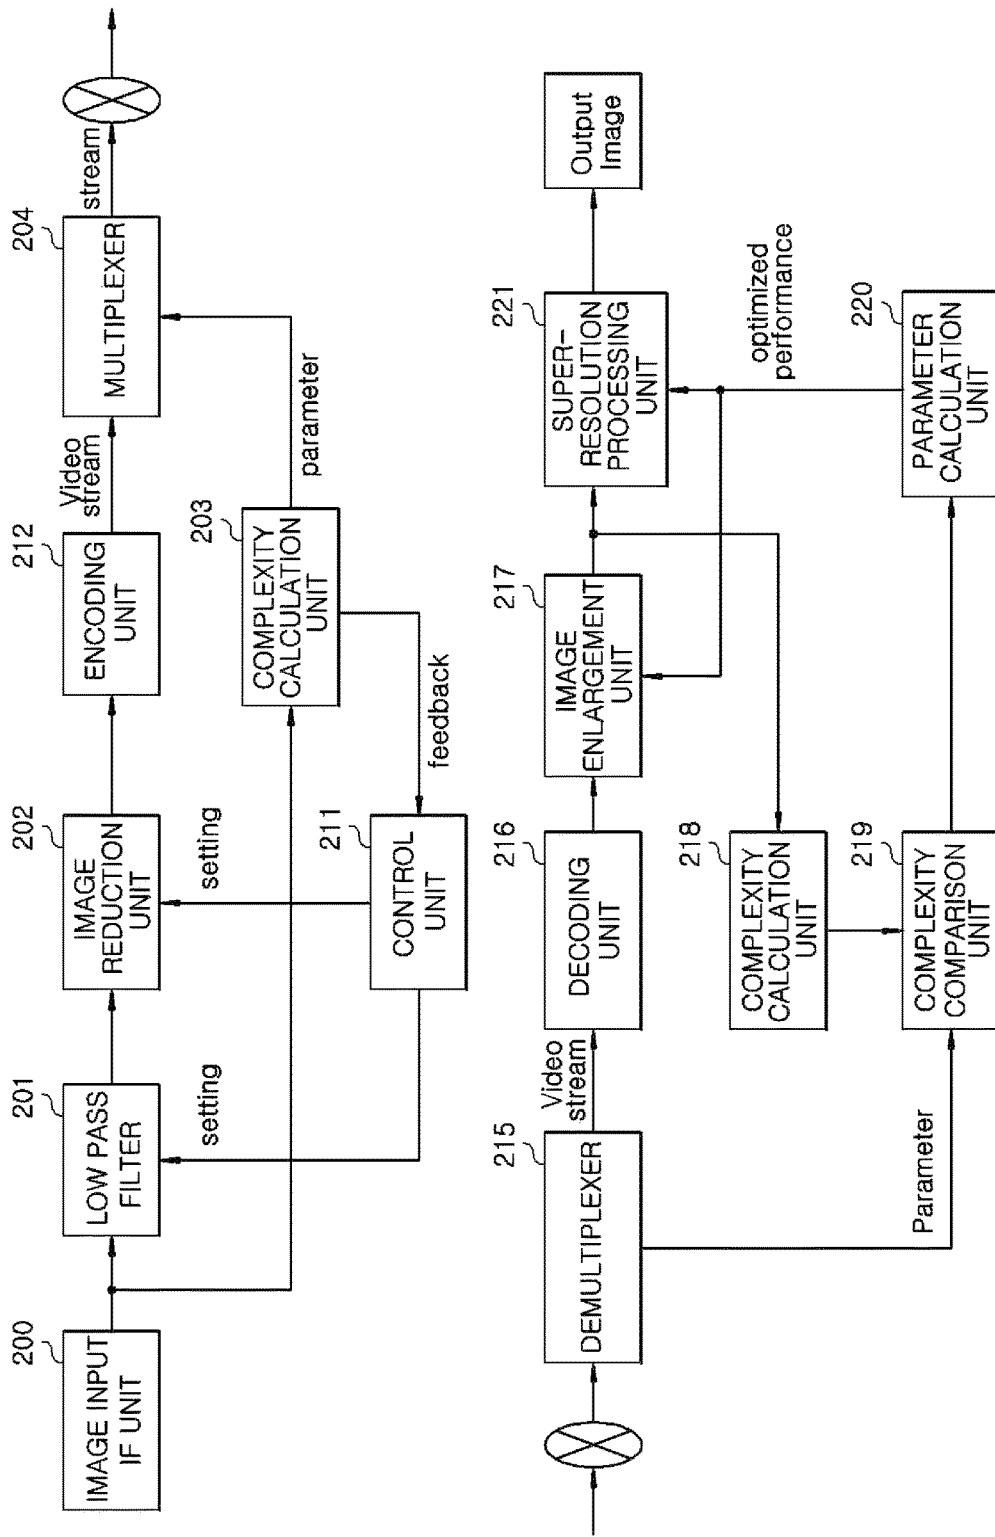 200
IMAGE INPUT
IF UNIT
201
LOW PASS
FILTER
setting
202
IMAGE
REDUCTION
UNIT
setting
212
ENCODING
UNIT
Video
stream
204
MULTIPLEXER
stream
211
CONTROL
UNIT
feedback
203
COMPLEXITY
CALCULATION
UNIT
parameter
215
DEMULTIPLEXER
Video
stream
Parameter
216
DECODING
UNIT
217
IMAGE
ENLARGEMENT
UNIT
221
SUPER-
RESOLUTION
PROCESSING
UNIT
Output
Image
218
COMPLEXITY
CALCULATION
UNIT
219
COMPLEXITY
COMPARISON
UNIT
220
PARAMETER
CALCULATION
UNIT
optimized
performance